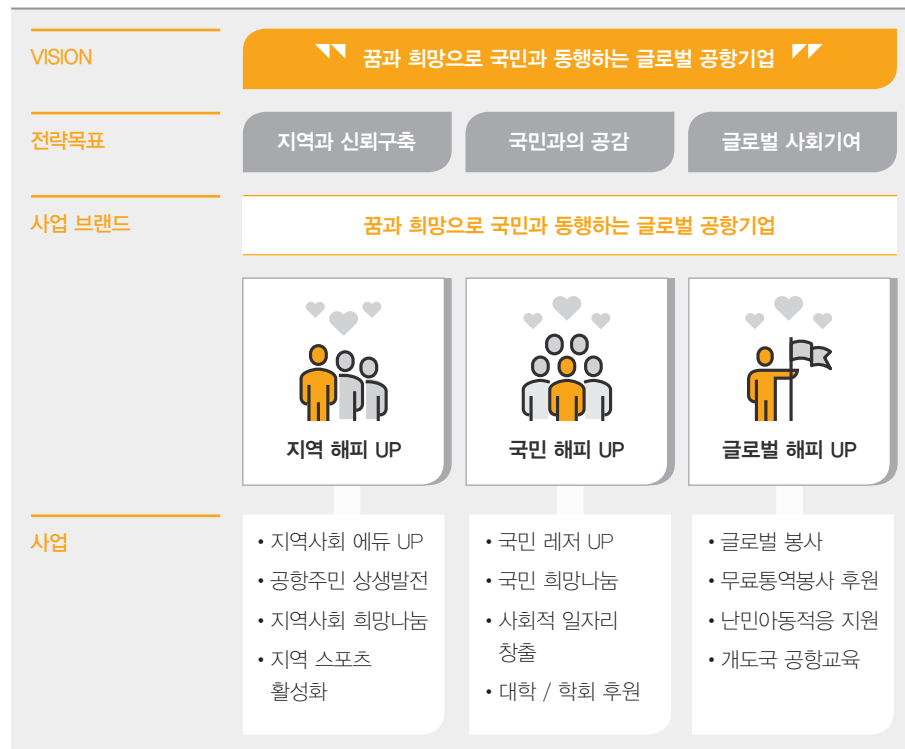 VISION
꿈과 희망으로 국민과 동행하는 글로벌 공항기업
전략목표
지역과 신뢰구축
국민과의 공감
글로벌 사회기여
사업 브랜드
꿈과 희망으로 국민과 동행하는 글로벌 공항기업
지역 해피 UP
국민 해피 UP
글로벌 해피 UP
사업
• 지역사회 에듀 UP
• 공항주민 상생발전
• 지역사회 희망나눔
• 지역 스포츠
활성화
• 국민 레저 UP
• 국민 희망나눔
• 사회적 일자리
창출
• 대학 / 학회 후원
• 글로벌 봉사
• 무료통역봉사 후원
• 난민아동적응 지원
• 개도국 공항교육